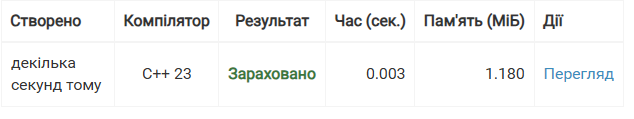 Створено Компілятор Результат Час (сек.) Пам'ять (МіБ) Дії
декілька
секунд тому C++ 23 Зараховано 0.003 1.180 Перегляд